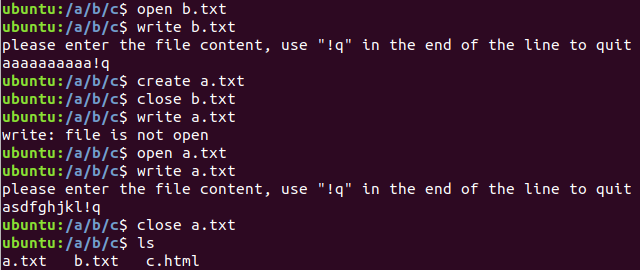 ubuntu:/a/b/c$ open b.txt
ubuntu:/a/b/c$ write b.txt
please enter the file content, use "!q" in the end of the line to quit
aaaaaaaaaa!q
ubuntu:/a/b/c$ create a.txt
ubuntu:/a/b/c$ close b.txt
ubuntu:/a/b/c$ write a.txt
write: file is not open
ubuntu:/a/b/c$ open a.txt
ubuntu:/a/b/c$ write a.txt
please enter the file content, use "!q" in the end of the line to quit
asdfghjkl!q
ubuntu:/a/b/c$ close a.txt
ubuntu:/a/b/c$ ls
a.txt   b.txt   c.html